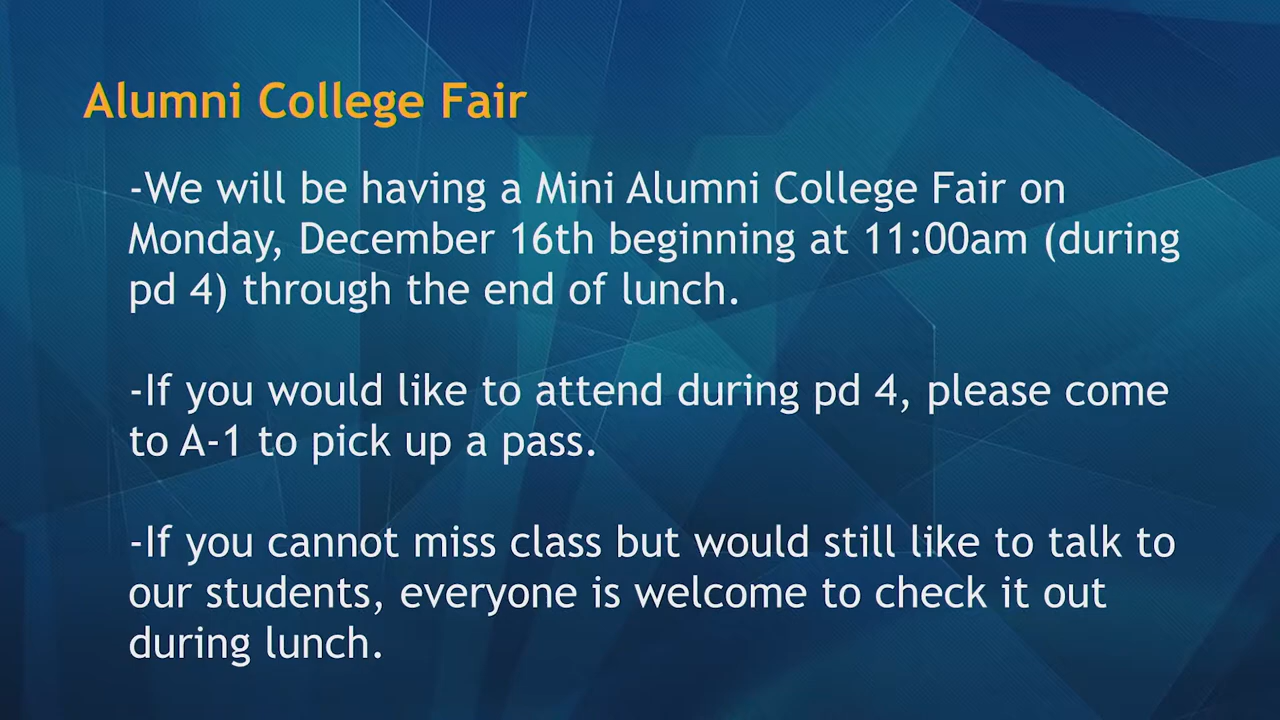 Alumni College Fair
-We will be having a Mini Alumni College Fair on
Monday, December 16th beginning at 11:00am (during
pd 4) through the end of lunch.
-If you would like to attend during pd 4, please come
to A-1 to pick up a pass.
-If you cannot miss class but would still like to talk to
our students, everyone is welcome to check it out
during lunch.